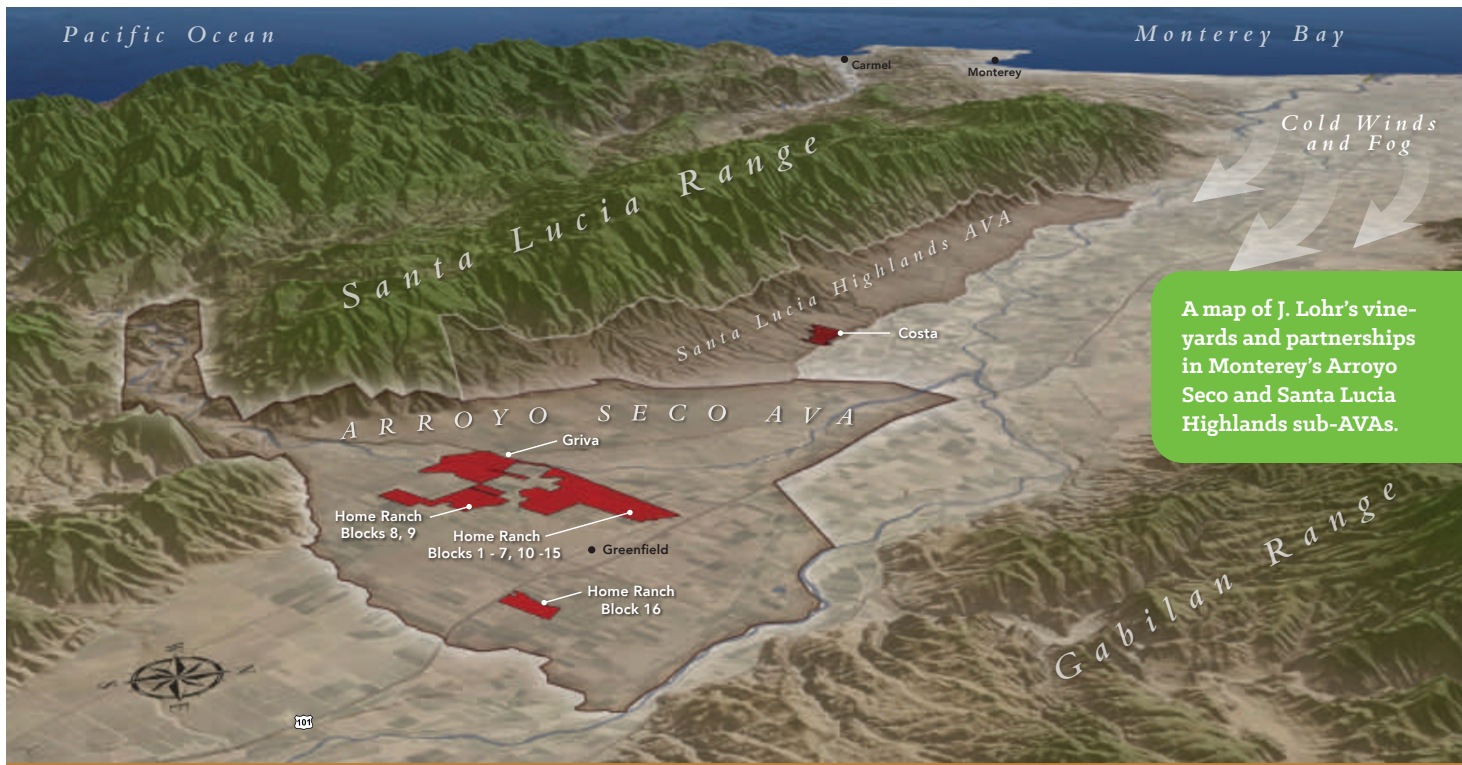 Pacific Ocean
Monterey Bay
Carmel
Monterey
Cold Winds
and Fog
Santa Lucia Range
Santa Lucia Highlands AVA
A map of J. Lohr’s vine-
yards and partnerships
in Monterey’s Arroyo
Seco and Santa Lucia
Highlands sub-AVAs.
Costa
ARROYO SECO AVA
Griva
Home Ranch
Blocks 8, 9
Home Ranch
Blocks 1 - 7, 10 -15
Greenfield
Home Ranch
Block 16
Gabilan Range
W
N
S
E
101